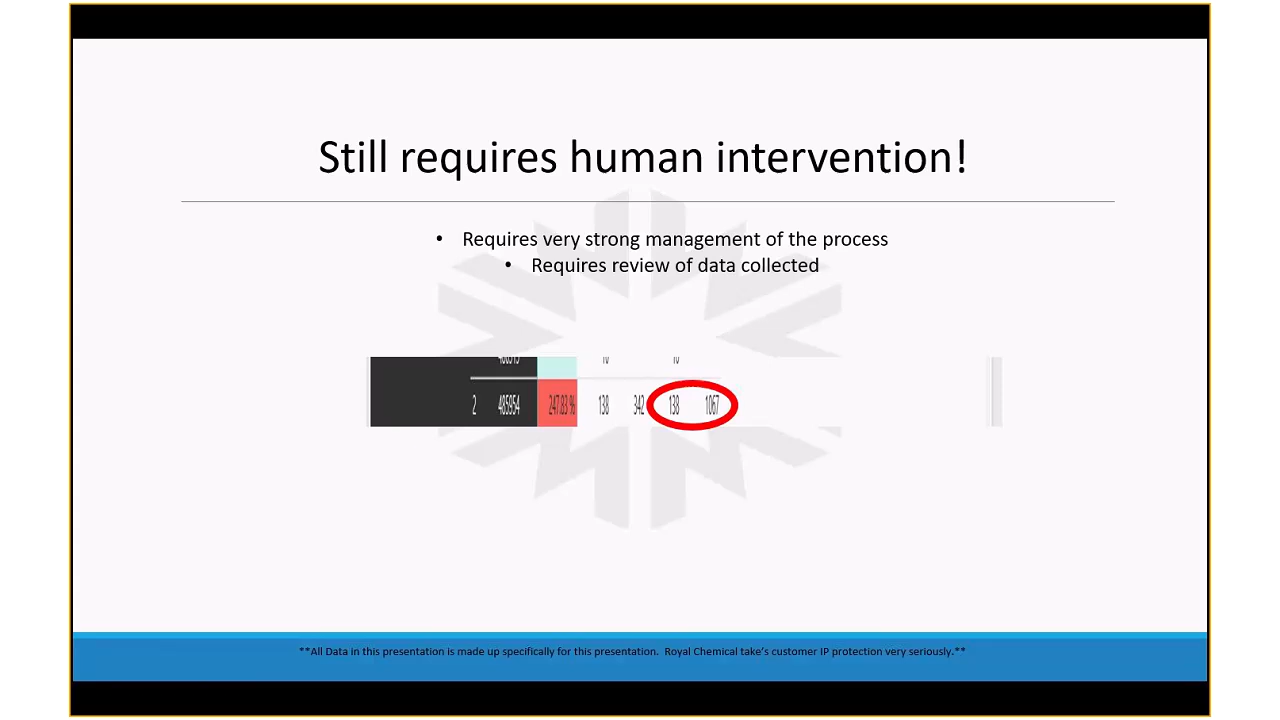 Still requires human intervention!
• Requires very strong management of the process
• Requires review of data collected
2 485954 247.83 % 138 342 138 1067
**All Data in this presentation is made up specifically for this presentation. Royal Chemical take's customer IP protection very seriously.**